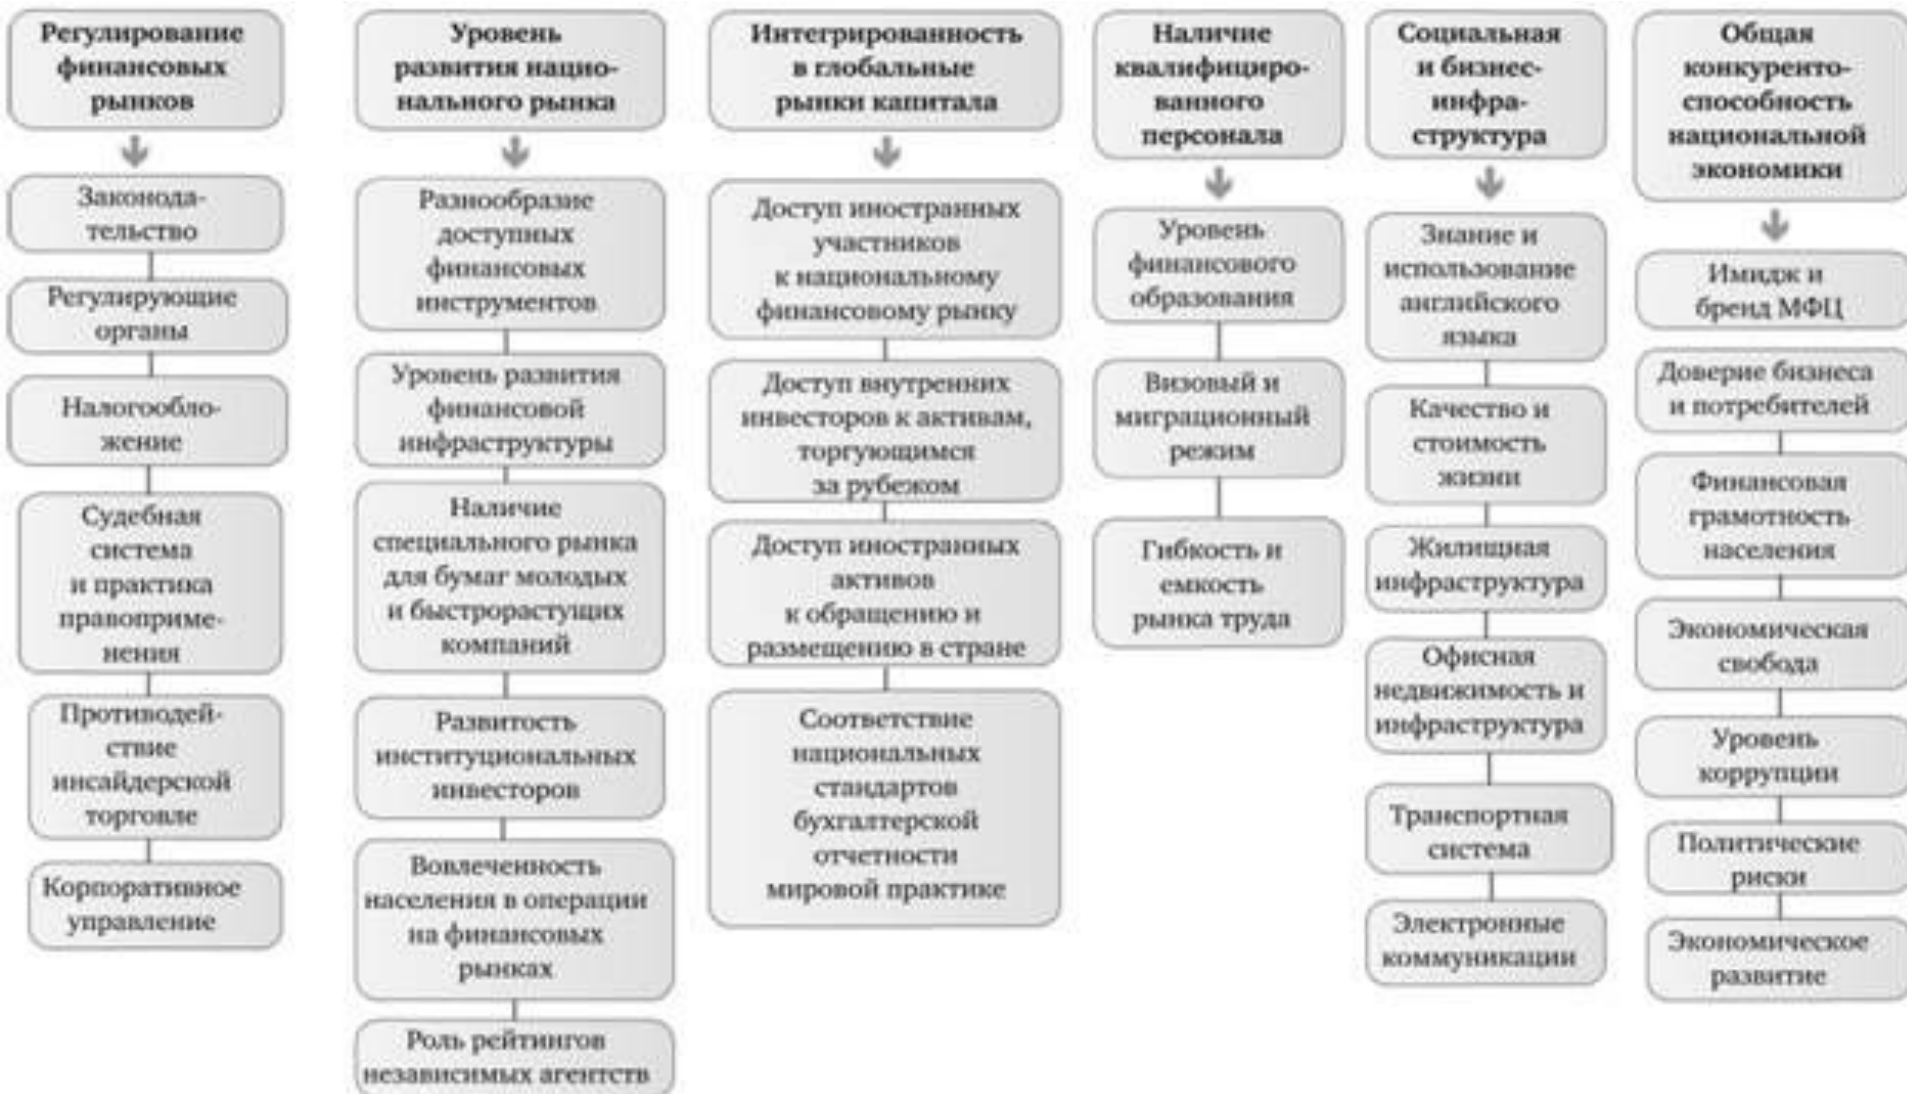 Регулирование
финансовых
рынков
Законода-
тельство
Регулирующие
органы
Налогообло-
жение
Судебная
система
и практика
правоприме-
нения
Противодей-
ствие
инсайдерской
торговле
Корпоративное
управление
Уровень
развития нацио-
нального рынка
Разнообразие
доступных
финансовых
инструментов
Уровень развития
финансовой
инфраструктуры
Наличие
специального рынка
для бумаг молодых
и быстрорастущих
компаний
Развитость
институциональных
инвесторов
Вовлеченность
населения в операции
на финансовых
рынках
Роль рейтингов
независимых агентств
Интегрированность
в глобальные
рынки капитала
Доступ иностранных
участников
к национальному
финансовому рынку
Доступ внутренних
инвесторов к активам,
торгующимся
за рубежом
Доступ иностранных
активов
к обращению и
размещению в стране
Соответствие
национальных
стандартов
бухгалтерской
отчетности
мировой практике
Наличие
квалифициро-
ванного
персонала
Уровень
финансового
образования
Визовый и
миграционный
режим
Гибкость и
емкость
рынка труда
Социальная
и бизнес-
инфра-
структура
Знание и
использование
английского
языка
Качество и
стоимость
жизни
Жилищная
инфраструктура
Офисная
недвижимость и
инфраструктура
Транспортная
система
Электронные
коммуникации
Общая
конкуренто-
способность
национальной
экономики
Имидж и
бренд МФЦ
Доверие бизнеса
и потребителей
Финансовая
грамотность
населения
Экономическая
свобода
Уровень
коррупции
Политические
риски
Экономическое
развитие